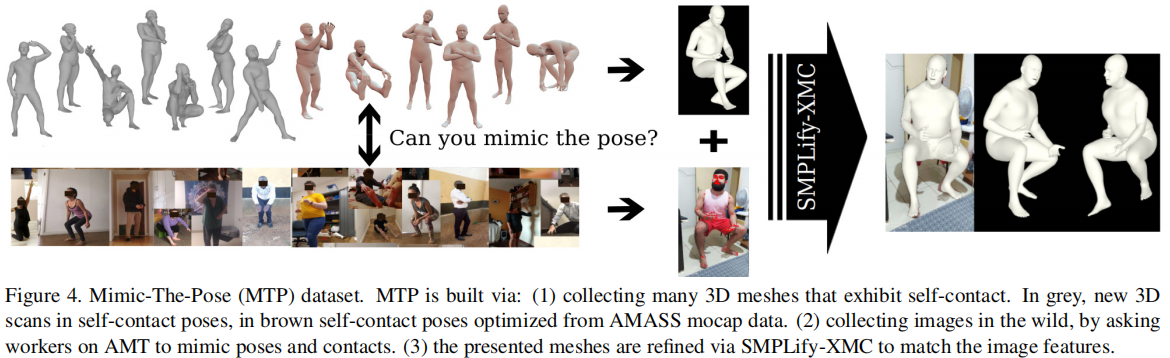 Can you mimic the pose?
SMPLify-XMC
Figure 4. Mimic-The-Pose (MTP) dataset. MTP is built via: (1) collecting many 3D meshes that exhibit self-contact. In grey, new 3D
scans in self-contact poses, in brown self-contact poses optimized from AMASS mocap data. (2) collecting images in the wild, by asking
workers on AMT to mimic poses and contacts. (3) the presented meshes are refined via SMPLify-XMC to match the image features.